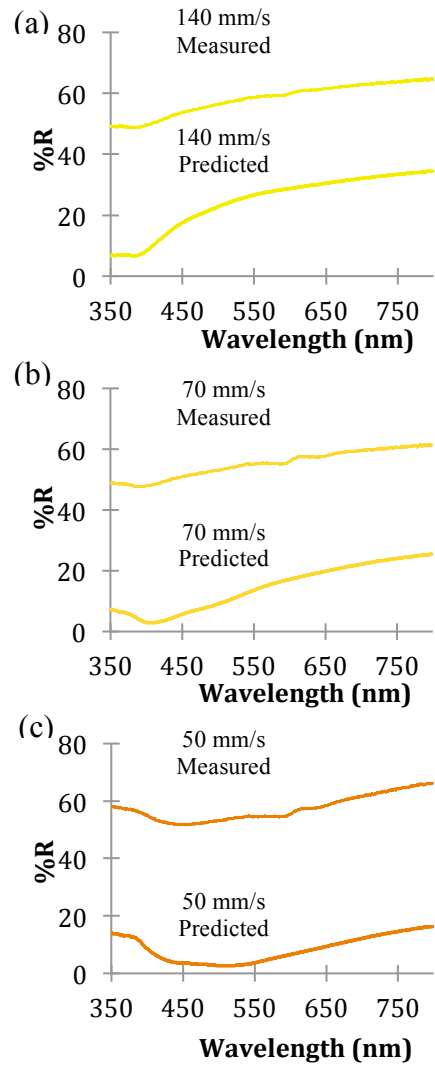 (a)
140 mm/s
Measured
140 mm/s
Predicted
%R
80
60
40
20
0
350 450 550 650 750
Wavelength (nm)
(b)
70 mm/s
Measured
70 mm/s
Predicted
%R
80
60
40
20
0
350 450 550 650 750
Wavelength (nm)
(c)
50 mm/s
Measured
50 mm/s
Predicted
%R
80
60
40
20
0
350 450 550 650 750
Wavelength (nm)